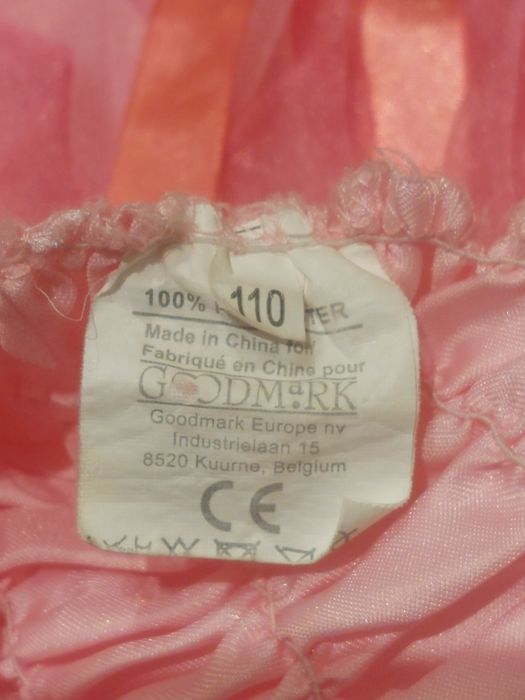 110
100%
Made in China for
Fabriqué en Chine pour
GOODMARK
Goodmark Europe nv
Industrielaan 15
8520 Kuurne, Belgium
CE